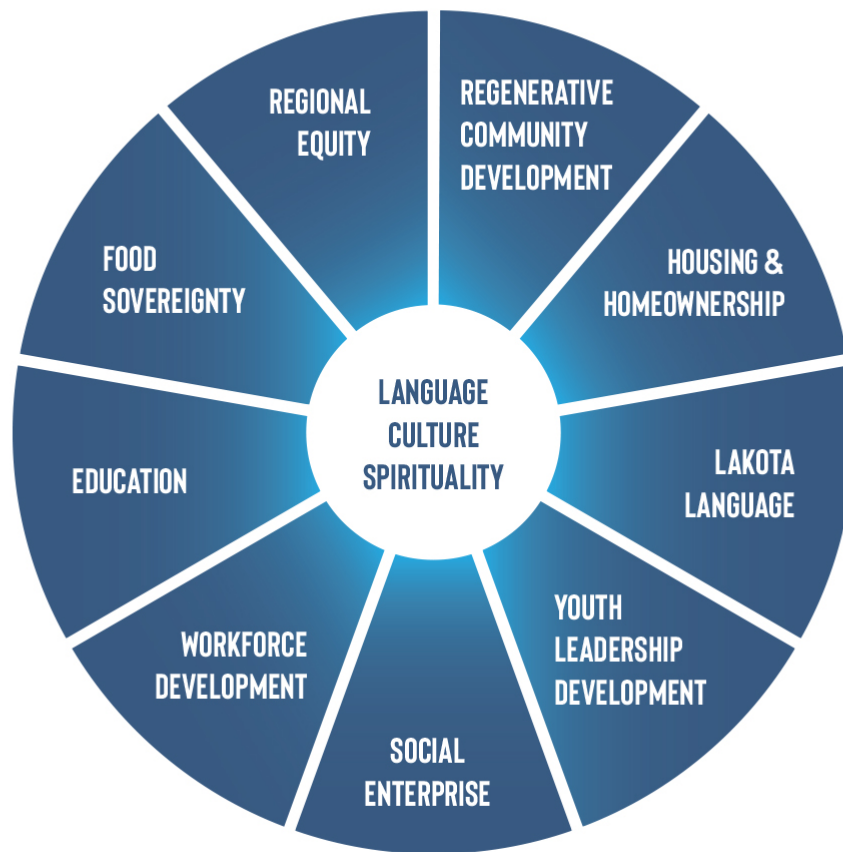 REGIONAL
EQUITY
REGENERATIVE
COMMUNITY
DEVELOPMENT
HOUSING &
HOMEOWNERSHIP
LAKOTA
LANGUAGE
YOUTH
LEADERSHIP
DEVELOPMENT
SOCIAL
ENTERPRISE
WORKFORCE
DEVELOPMENT
EDUCATION
FOOD
SOVEREIGNTY
LANGUAGE
CULTURE
SPIRITUALITY